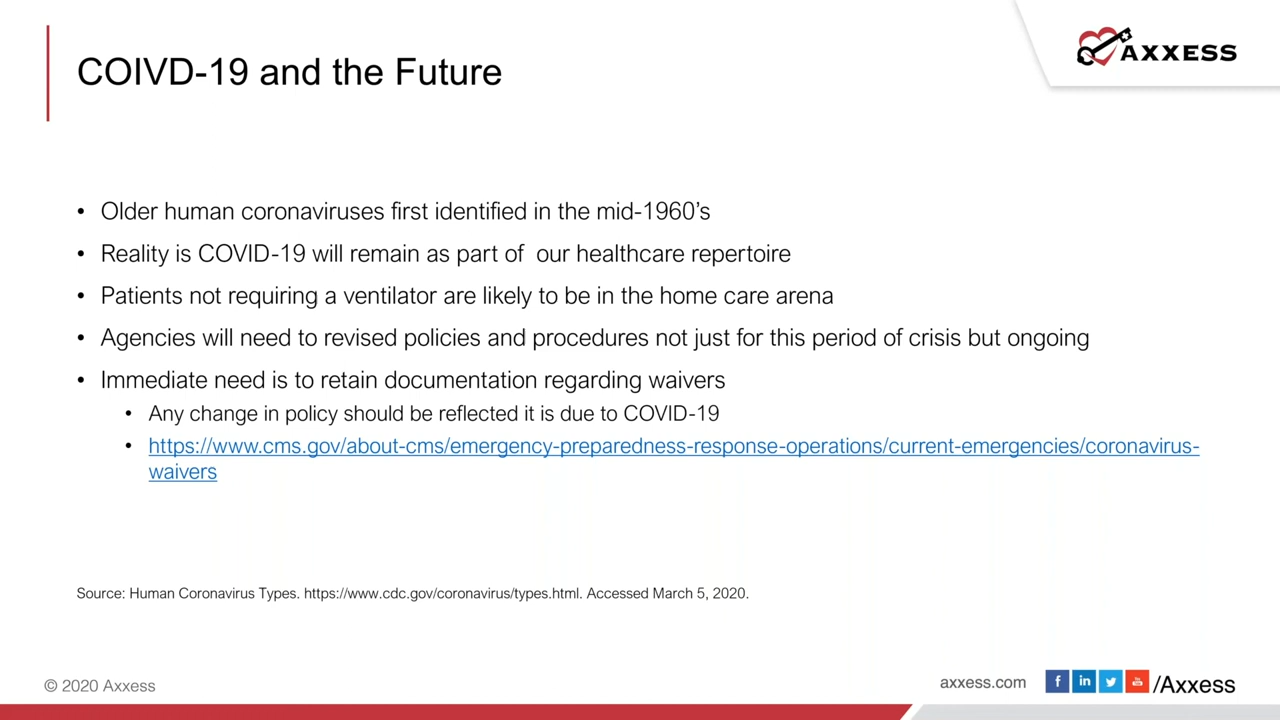 COIVD-19 and the Future
AXXESS
• Older human coronaviruses first identified in the mid-1960’s
• Reality is COVID-19 will remain as part of  our healthcare repertoire
• Patients not requiring a ventilator are likely to be in the home care arena
• Agencies will need to revised policies and procedures not just for this period of crisis but ongoing
• Immediate need is to retain documentation regarding waivers
• Any change in policy should be reflected it is due to COVID-19
• https://www.cms.gov/about-cms/emergency-preparedness-response-operations/current-emergencies/coronavirus-
waivers
Source: Human Coronavirus Types. https://www.cdc.gov/coronavirus/types.html. Accessed March 5, 2020.
© 2020 Axxess
axxess.com f in You Tube /Axxess